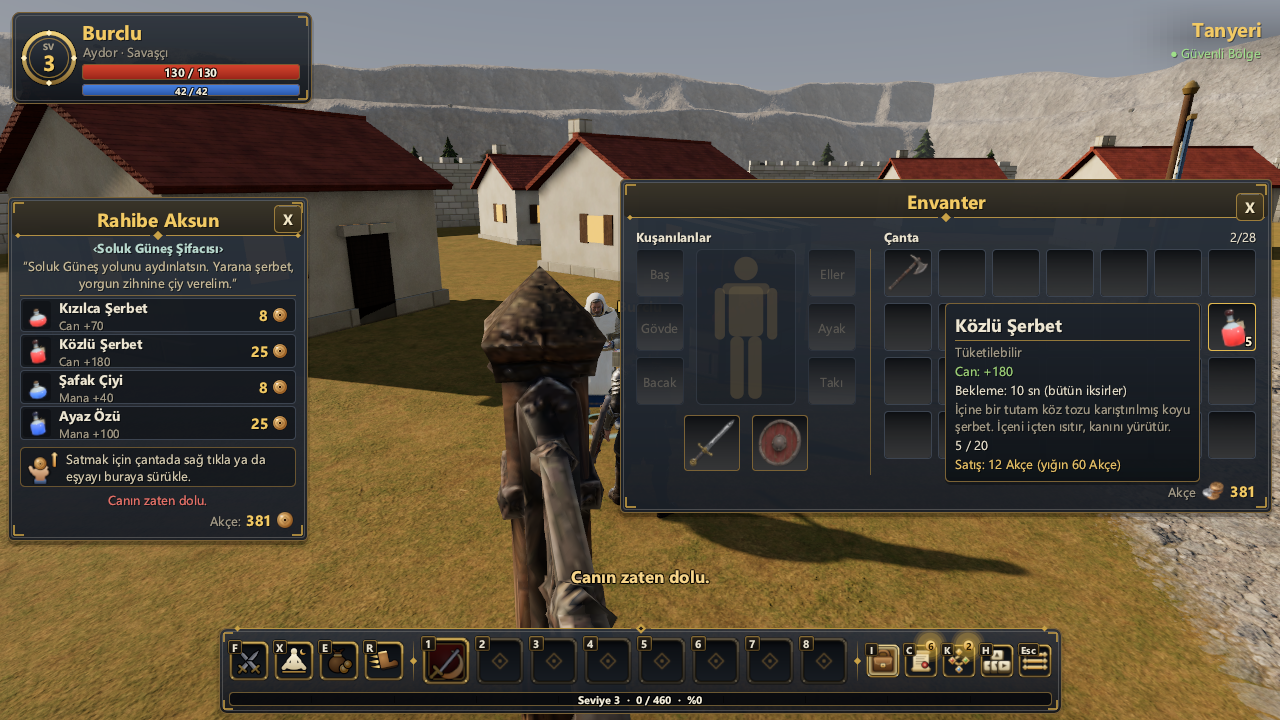 SV
3
Burclu
Aydor · Savaşçı
130 / 130
42 / 42
Tanyeri
Güvenli Bölge
Rahibe Aksun
X
‹Soluk Güneş Şifacısı›
"Soluk Güneş yolunu aydınlatsın. Yarana şerbet,
yorgun zihnine çiy verelim."
Kızılca Şerbet
Can +70
8
Közlü Şerbet
Can +180
25
Şafak Çiyi
Mana +40
8
Ayaz Özü
Mana +100
25
Satmak için çantada sağ tıkla ya da
eşyayı buraya sürükle.
Canın zaten dolu.
Akçe: 381
Envanter
X
Kuşanılanlar
Baş
Gövde
Bacak
Eller
Ayak
Takı
Çanta
2/28
5
Közlü Şerbet
Tüketilebilir
Can: +180
Bekleme: 10 sn (bütün iksirler)
İçine bir tutam köz tozu karıştırılmış koyu
şerbet. İçeni içten ısıtır, kanını yürütür.
5 / 20
Satış: 12 Akçe (yığın 60 Akçe)
Akçe 381
Canın zaten dolu.
F
X
E
R
1
2
3
4
5
6
7
8
I
C
6
K
2
H
Esc
Seviye 3 · 0 / 460 · %0